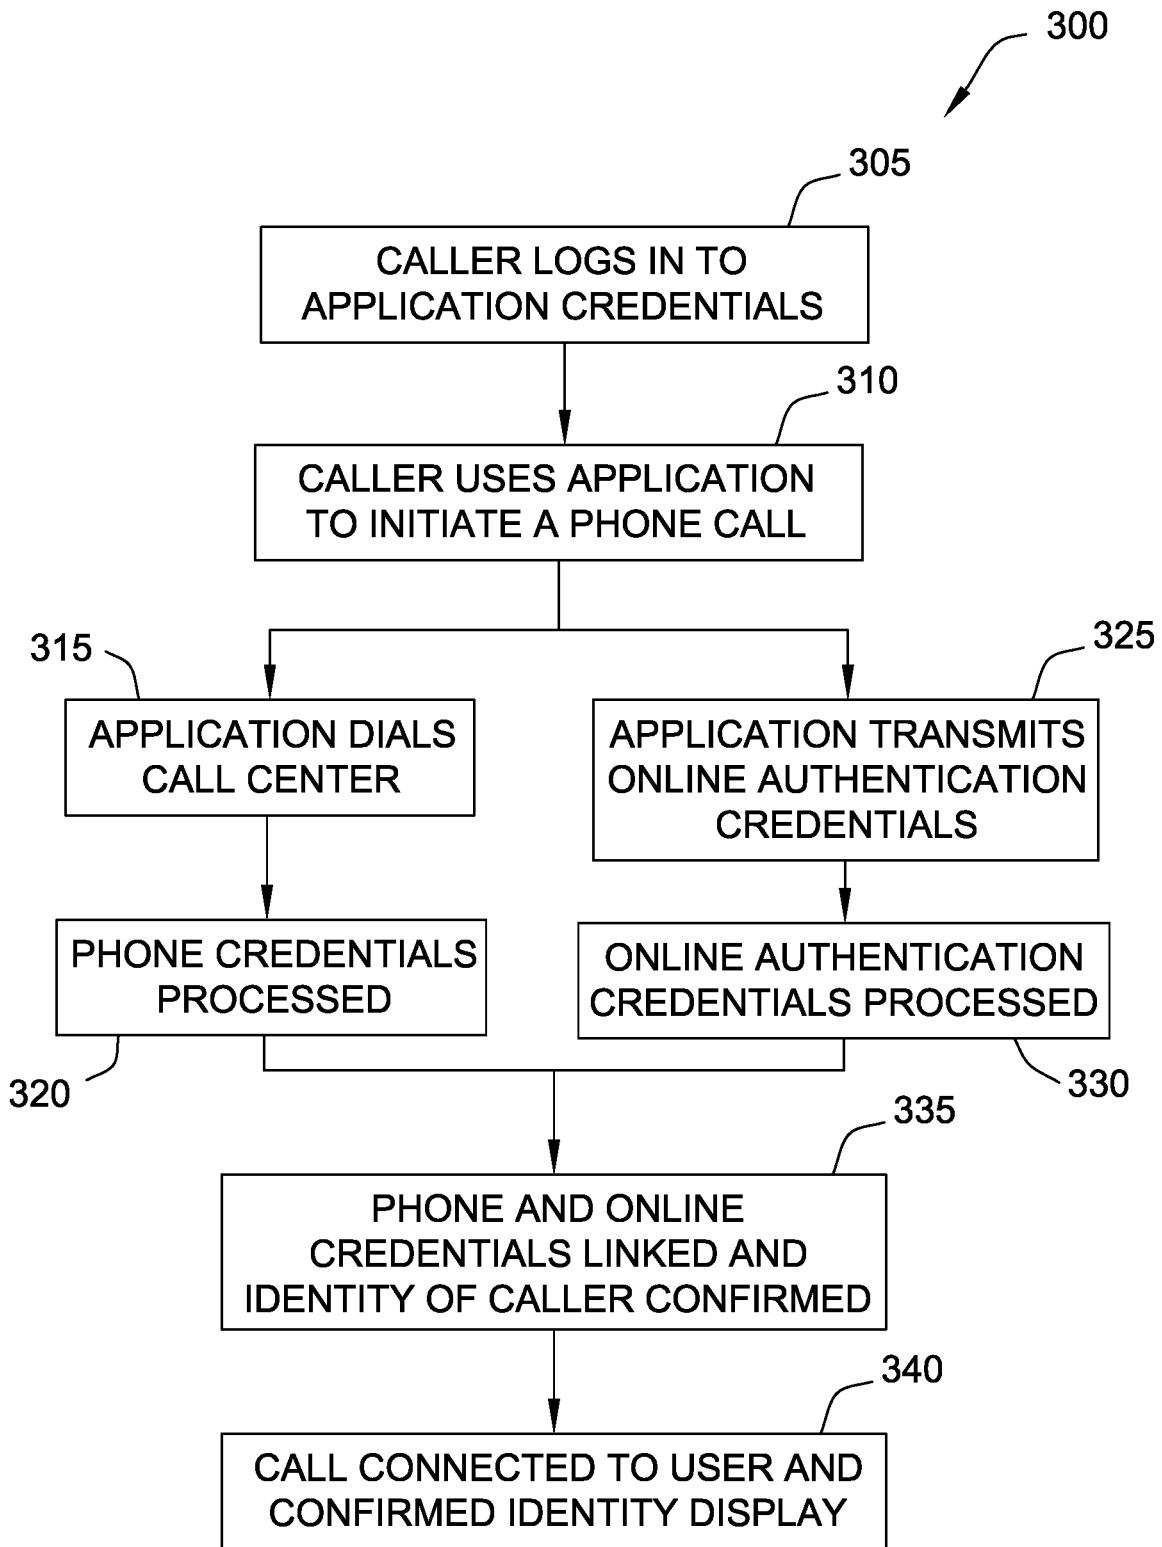 300
305
CALLER LOGS IN TO
APPLICATION CREDENTIALS
310
CALLER USES APPLICATION
TO INITIATE A PHONE CALL
315
APPLICATION DIALS
CALL CENTER
325
APPLICATION TRANSMITS
ONLINE AUTHENTICATION
CREDENTIALS
PHONE CREDENTIALS
PROCESSED
320
ONLINE AUTHENTICATION
CREDENTIALS PROCESSED
330
335
PHONE AND ONLINE
CREDENTIALS LINKED AND
IDENTITY OF CALLER CONFIRMED
340
CALL CONNECTED TO USER AND
CONFIRMED IDENTITY DISPLAY